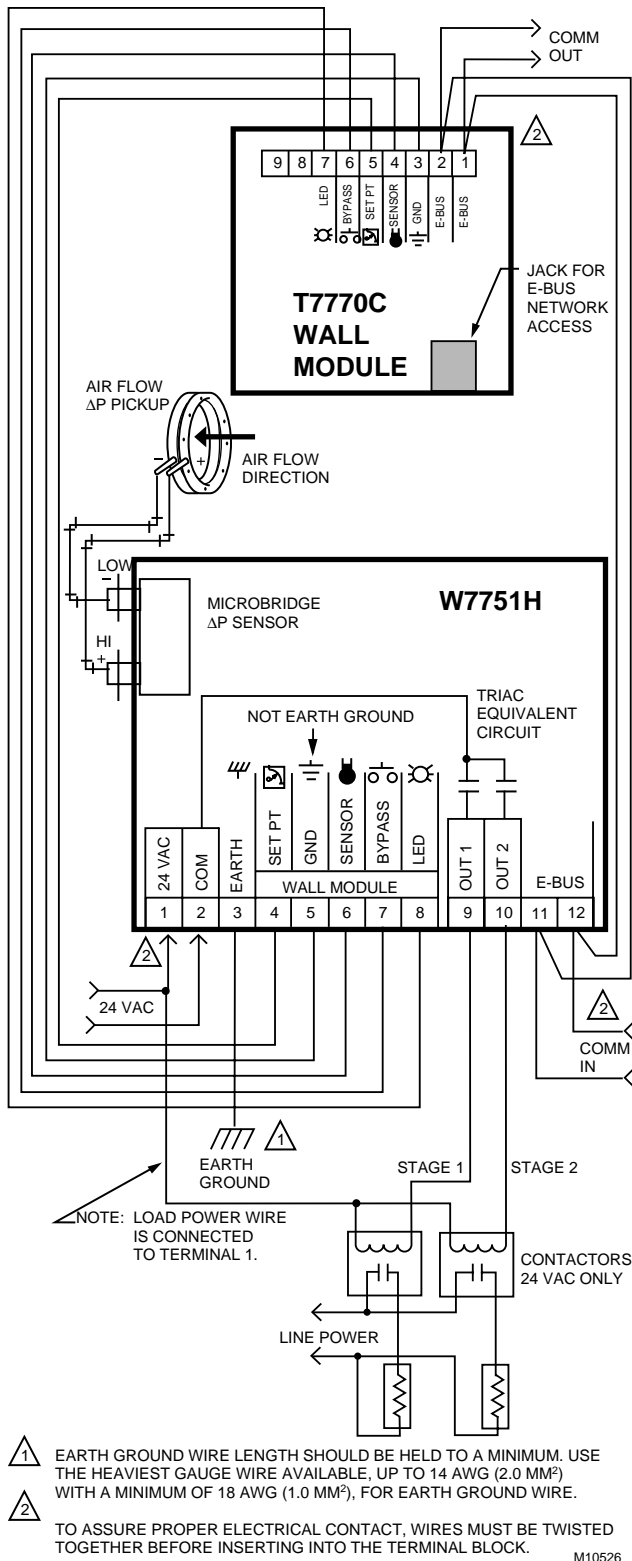 COMM
OUT
2
9 8 7 6 5 4 3 2 1
LED
BYPASS
SET PT
SENSOR
GND
E-BUS
E-BUS
JACK FOR
E-BUS
NETWORK
ACCESS
T7770C
WALL
MODULE
AIR FLOW
ΔP PICKUP
–
+
AIR FLOW
DIRECTION
LOW
–
HI
+
MICROBRIDGE
ΔP SENSOR
W7751H
NOT EARTH GROUND
TRIAC
EQUIVALENT
CIRCUIT
24 VAC
COM
EARTH
SET PT
GND
SENSOR
BYPASS
LED
OUT 1
OUT 2
WALL MODULE
E-BUS
1 2 3 4 5 6 7 8 9 10 11 12
2
24 VAC
2
COMM
IN
1
EARTH
GROUND
STAGE 1
STAGE 2
NOTE: LOAD POWER WIRE
IS CONNECTED
TO TERMINAL 1.
CONTACTORS
24 VAC ONLY
LINE POWER
1 EARTH GROUND WIRE LENGTH SHOULD BE HELD TO A MINIMUM. USE
THE HEAVIEST GAUGE WIRE AVAILABLE, UP TO 14 AWG (2.0 MM²)
WITH A MINIMUM OF 18 AWG (1.0 MM²), FOR EARTH GROUND WIRE.
2
TO ASSURE PROPER ELECTRICAL CONTACT, WIRES MUST BE TWISTED
TOGETHER BEFORE INSERTING INTO THE TERMINAL BLOCK.
M10526